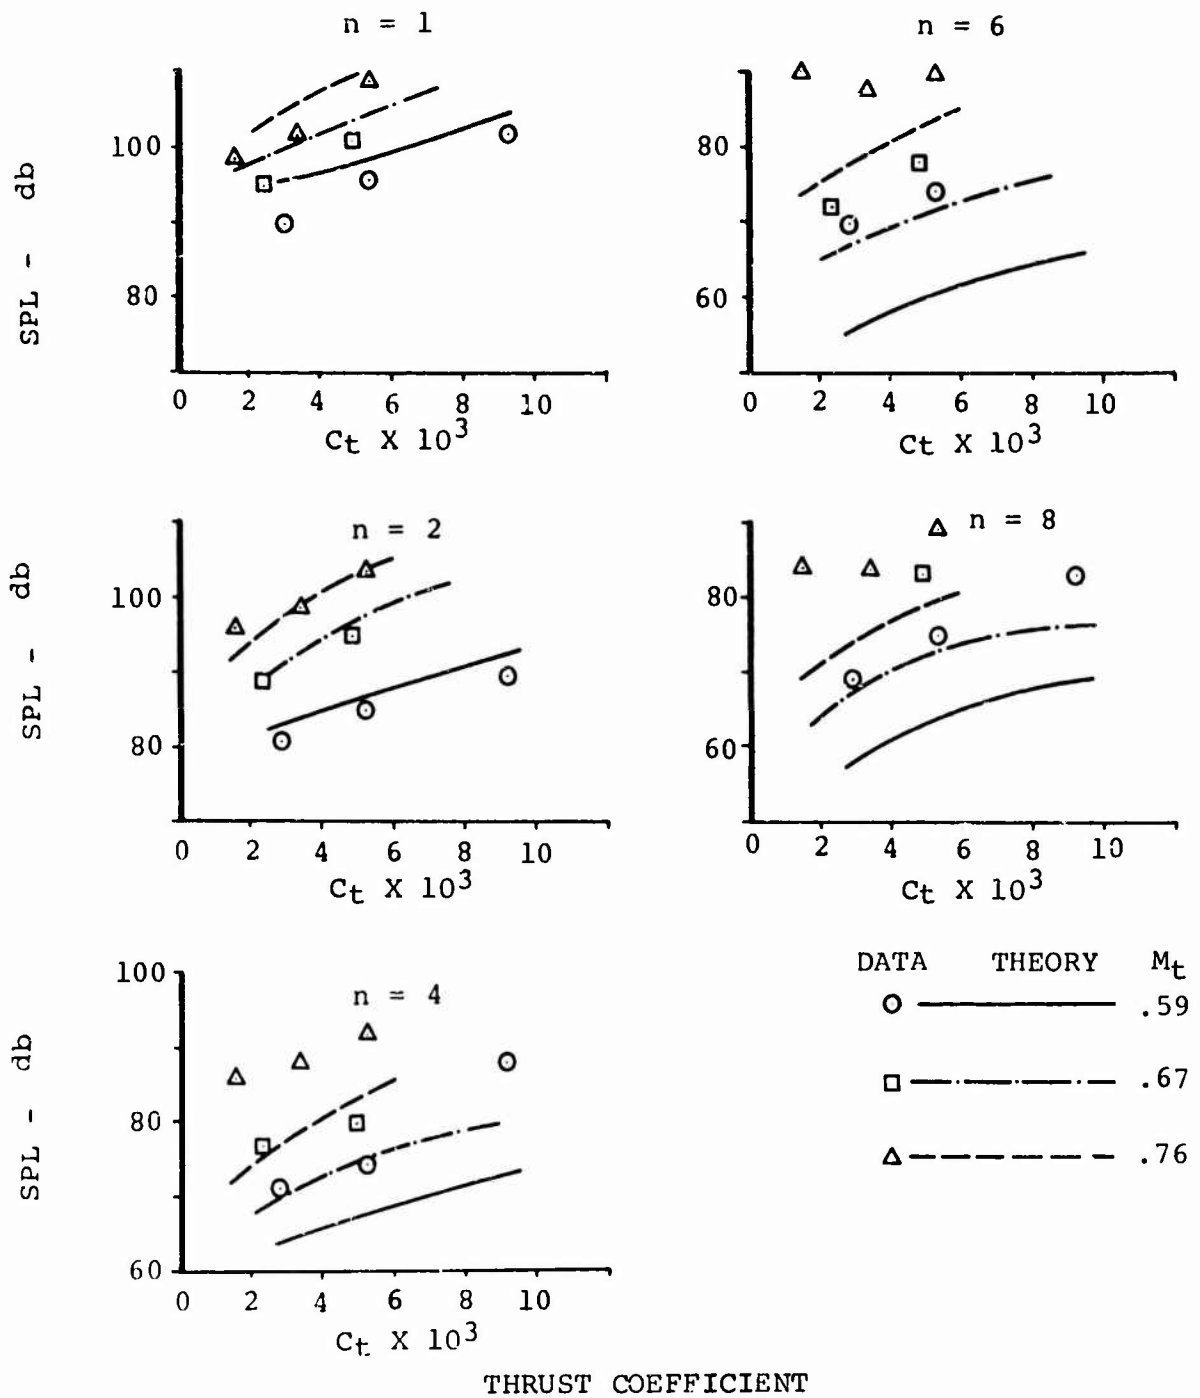 n = 1
SPL - db
100
80
0 2 4 6 8 10
Ct X 10³
n = 6
80
60
0 2 4 6 8 10
Ct X 10³
n = 2
SPL - db
100
80
0 2 4 6 8 10
Ct X 10³
n = 8
80
60
0 2 4 6 8 10
Ct X 10³
n = 4
SPL - db
100
80
60
0 2 4 6 8 10
Ct X 10³
DATA THEORY Mt
.59
.67
.76
THRUST COEFFICIENT